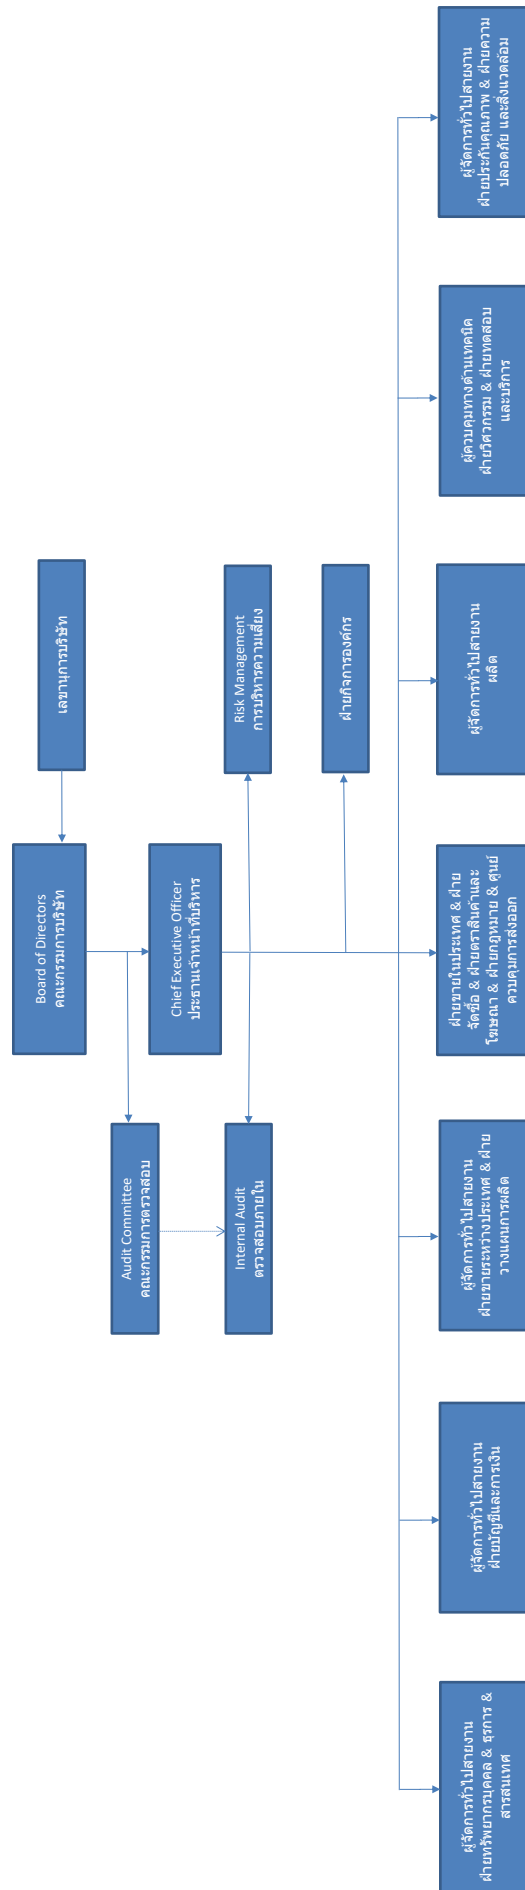 เลขานุการบริษัท
Board of Directors
คณะกรรมการบริษัท
Audit Committee
คณะกรรมการตรวจสอบ
Chief Executive Officer
ประธานเจ้าหน้าที่บริหาร
Internal Audit
ตรวจสอบภายใน
Risk Management
การบริหารความเสี่ยง
ฝ่ายกิจการองค์กร
ผู้จัดการทั่วไปสายงาน
ฝ่ายทรัพยากรบุคคล & ธุรการ &
สารสนเทศ
ผู้จัดการทั่วไปสายงาน
ฝ่ายบัญชีและการเงิน
ผู้จัดการทั่วไปสายงาน
ฝ่ายขายระหว่างประเทศ & ฝ่าย
วางแผนการผลิต
ฝ่ายขายในประเทศ & ฝ่าย
จัดซื้อ & ฝ่ายตราสินค้าและ
โฆษณา & ฝ่ายกฎหมาย & ศูนย์
ควบคุมการส่งออก
ผู้จัดการทั่วไปสายงาน
ผลิต
ผู้ควบคุมทางด้านเทคนิค
ฝ่ายวิศวกรรม & ฝ่ายทดสอบ
และบริการ
ผู้จัดการทั่วไปสายงาน
ฝ่ายประกันคุณภาพ & ฝ่ายความ
ปลอดภัย และสิ่งแวดล้อม